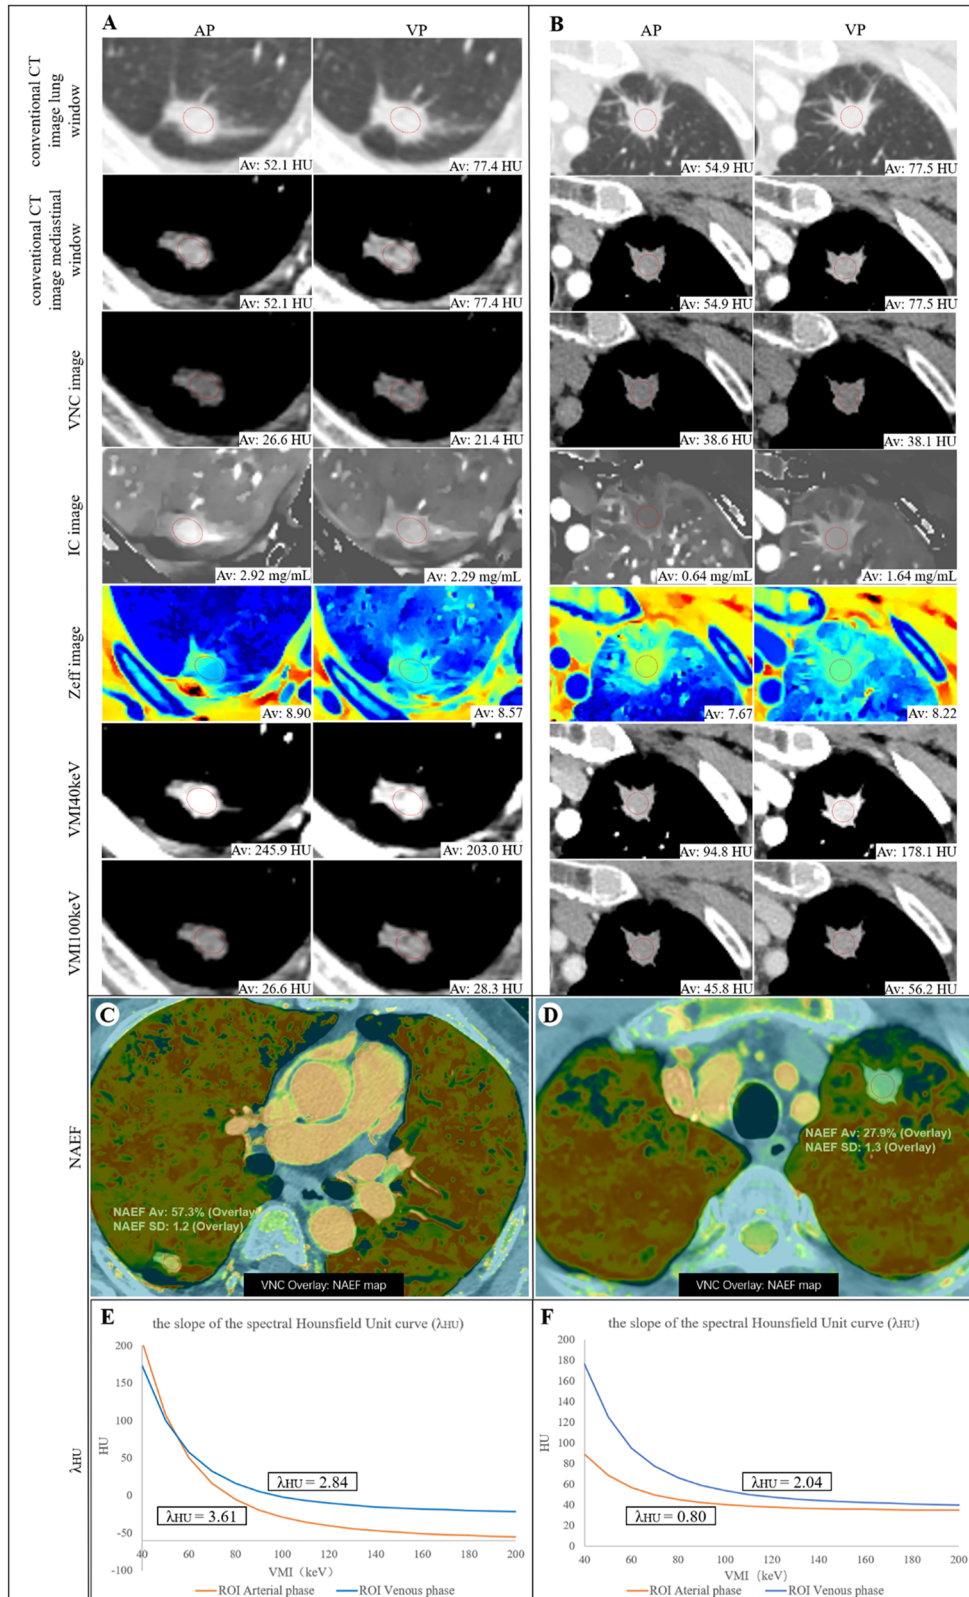 A
AP
VP
B
AP
VP
conventional CT
image lung
window
Av: 52.1 HU
Av: 77.4 HU
Av: 54.9 HU
Av: 77.5 HU
conventional CT
image mediastinal
window
Av: 52.1 HU
Av: 77.4 HU
Av: 54.9 HU
Av: 77.5 HU
VNC image
Av: 26.6 HU
Av: 21.4 HU
Av: 38.6 HU
Av: 38.1 HU
IC image
Av: 2.92 mg/mL
Av: 2.29 mg/mL
Av: 0.64 mg/mL
Av: 1.64 mg/mL
Zeff image
Av: 8.90
Av: 8.57
Av: 7.67
Av: 8.22
VMI40keV
Av: 245.9 HU
Av: 203.0 HU
Av: 94.8 HU
Av: 178.1 HU
VMI100keV
Av: 26.6 HU
Av: 28.3 HU
Av: 45.8 HU
Av: 56.2 HU
NAEF
C
NAEF Av: 57.3% (Overlay)
NAEF SD: 1.2 (Overlay)
VNC Overlay: NAEF map
D
NAEF Av: 27.9% (Overlay)
NAEF SD: 1.3 (Overlay)
VNC Overlay: NAEF map
λHU
E
the slope of the spectral Hounsfield Unit curve (λHU)
200
150
100
50
0
-50
-100
HU
λHU = 2.84
λHU = 3.61
40 60 80 100 120 140 160 180 200
VMI（keV）
ROI Arterial phase
ROI Venous phase
F
the slope of the spectral Hounsfield Unit curve (λHU)
200
180
160
140
120
100
80
60
40
20
0
HU
λHU = 2.04
λHU = 0.80
40 60 80 100 120 140 160 180 200
VMI（keV）
ROI Aterial phase
ROI Venous phase